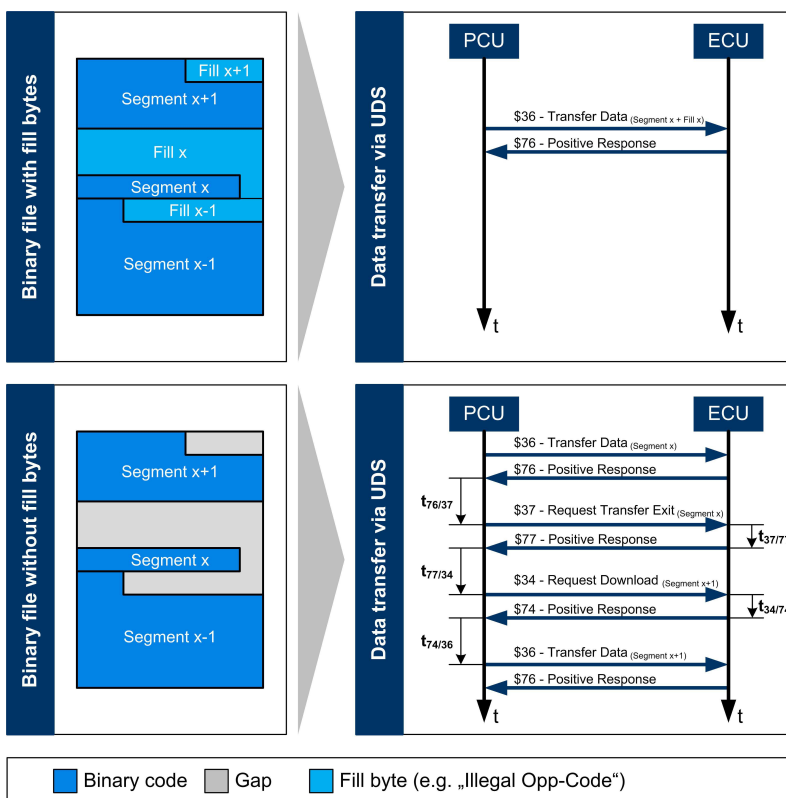 Binary file with fill bytes
Fill x+1
Segment x+1
Fill x
Segment x
Fill x-1
Segment x-1
Data transfer via UDS
PCU
ECU
$36 - Transfer Data (Segment x + Fill x)
$76 - Positive Response
t
t
Binary file without fill bytes
Segment x+1
Segment x
Segment x-1
Data transfer via UDS
PCU
ECU
$36 - Transfer Data (Segment x)
$76 - Positive Response
t76/37
$37 - Request Transfer Exit (Segment x)
t37/77
$77 - Positive Response
t77/34
$34 - Request Download (Segment x+1)
t34/74
$74 - Positive Response
t74/36
$36 - Transfer Data (Segment x+1)
$76 - Positive Response
t
t
Binary code
Gap
Fill byte (e.g. „Illegal Opp-Code“)